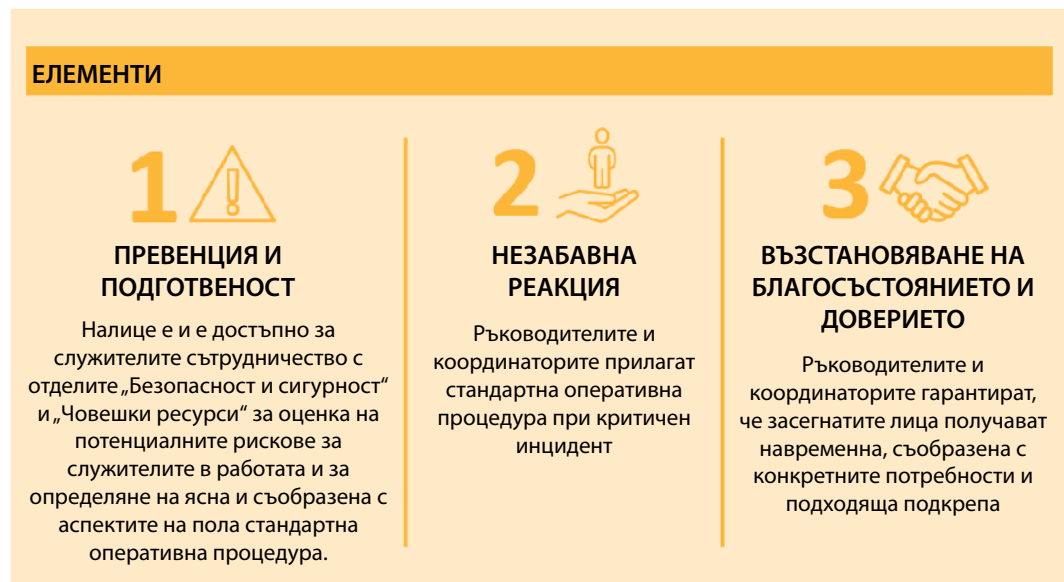 ЕЛЕМЕНТИ
1
ПРЕВЕНЦИЯ И
ПОДГОТВЕНОСТ
Налице е и е достъпно за
служителите сътрудничество с
отделите „Безопасност и сигурност“
и „Човешки ресурси“ за оценка на
потенциалните рискове за
служителите в работата и за
определяне на ясна и съобразена с
аспектите на пола стандартна
оперативна процедура.
2
НЕЗАБАВНА
РЕАКЦИЯ
Ръководителите и
координаторите прилагат
стандартна оперативна
процедура при критичен
инцидент
3
ВЪЗСТАНОВЯВАНЕ НА
БЛАГОСЪСТОЯНИЕТО И
ДОВЕРИЕТО
Ръководителите и
координаторите гарантират,
че засегнатите лица получават
навременна, съобразена с
конкретните потребности и
подходяща подкрепа